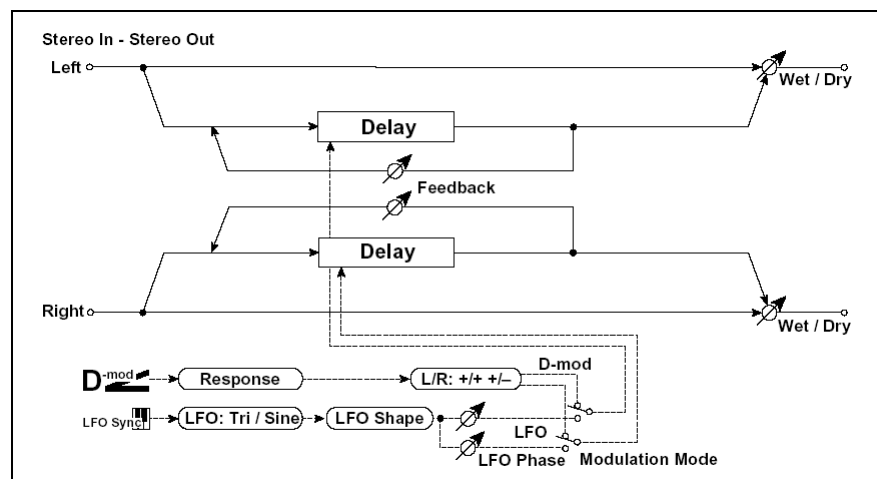 Stereo In - Stereo Out
Left
Wet / Dry
Delay
Feedback
Delay
Right
Wet / Dry
D-mod
D-mod
Response
L/R: +/+ +/–
LFO Sync
LFO: Tri / Sine
LFO Shape
LFO
LFO Phase
Modulation Mode